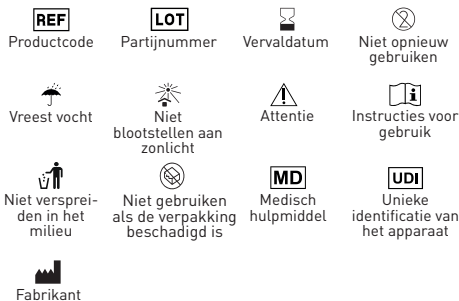 REF
Productcode
LOT
Partijnummer
Vervaldatum
2
Niet opnieuw
gebruiken
Vreest vocht
Niet
blootstellen aan
zonlicht
Attentie
i
Instructies voor
gebruik
Niet versprei-
den in het
milieu
Niet gebruiken
als de verpakking
beschadigd is
MD
Medisch
hulpmiddel
UDI
Unieke
identificatie van
het apparaat
Fabrikant